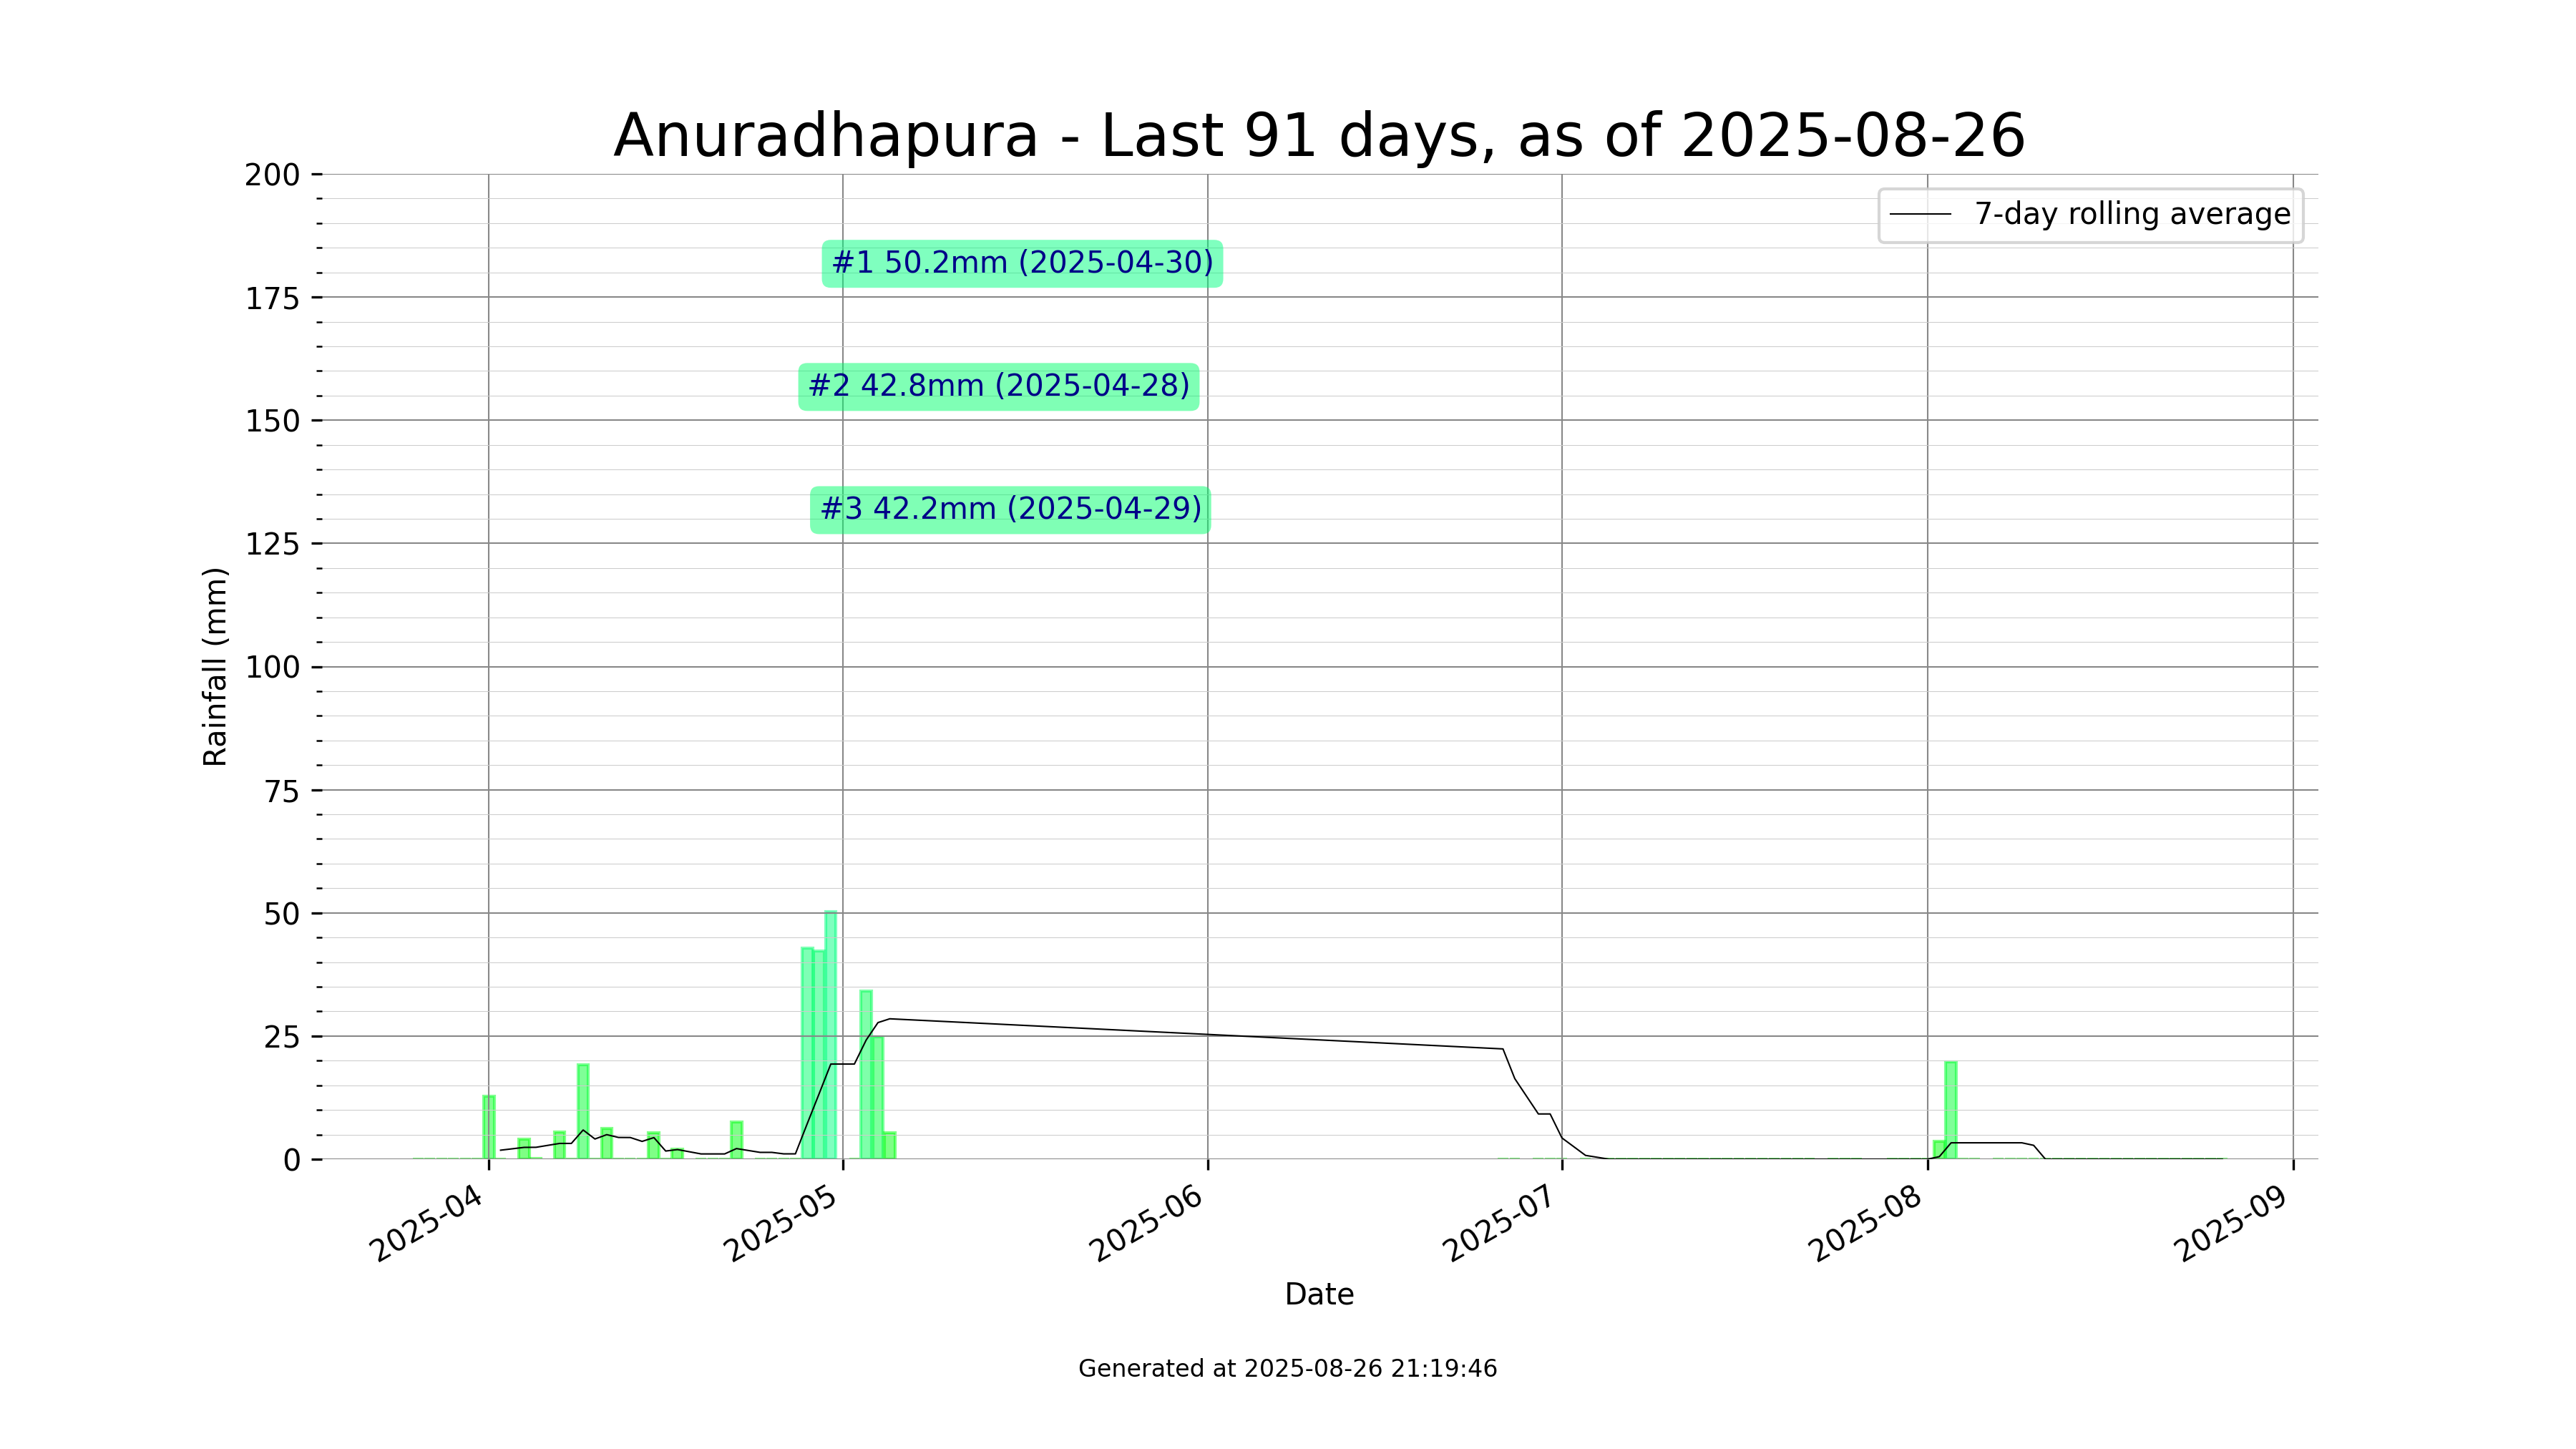 Anuradhapura - Last 91 days, as of 2025-08-26
200
175
150
125
100
75
50
25
0
Rainfall (mm)
7-day rolling average
#1 50.2mm (2025-04-30)
#2 42.8mm (2025-04-28)
#3 42.2mm (2025-04-29)
2025-04
2025-05
2025-06
2025-07
2025-08
2025-09
Date
Generated at 2025-08-26 21:19:46